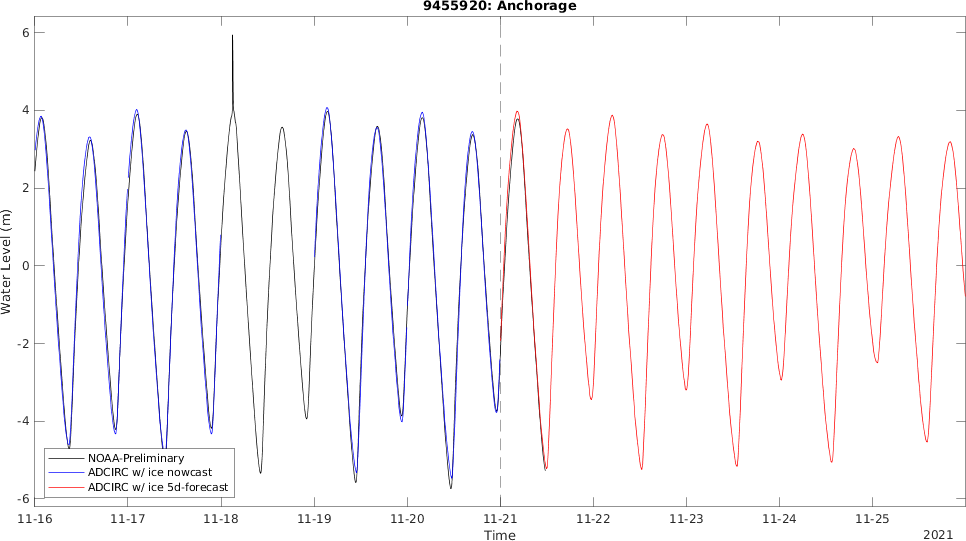 9455920: Anchorage
6
4
2
0
-2
-4
-6
Water Level (m)
NOAA-Preliminary
ADCIRC w/ ice nowcast
ADCIRC w/ ice 5d-forecast
11-16 11-17 11-18 11-19 11-20 11-21 11-22 11-23 11-24 11-25
Time
2021